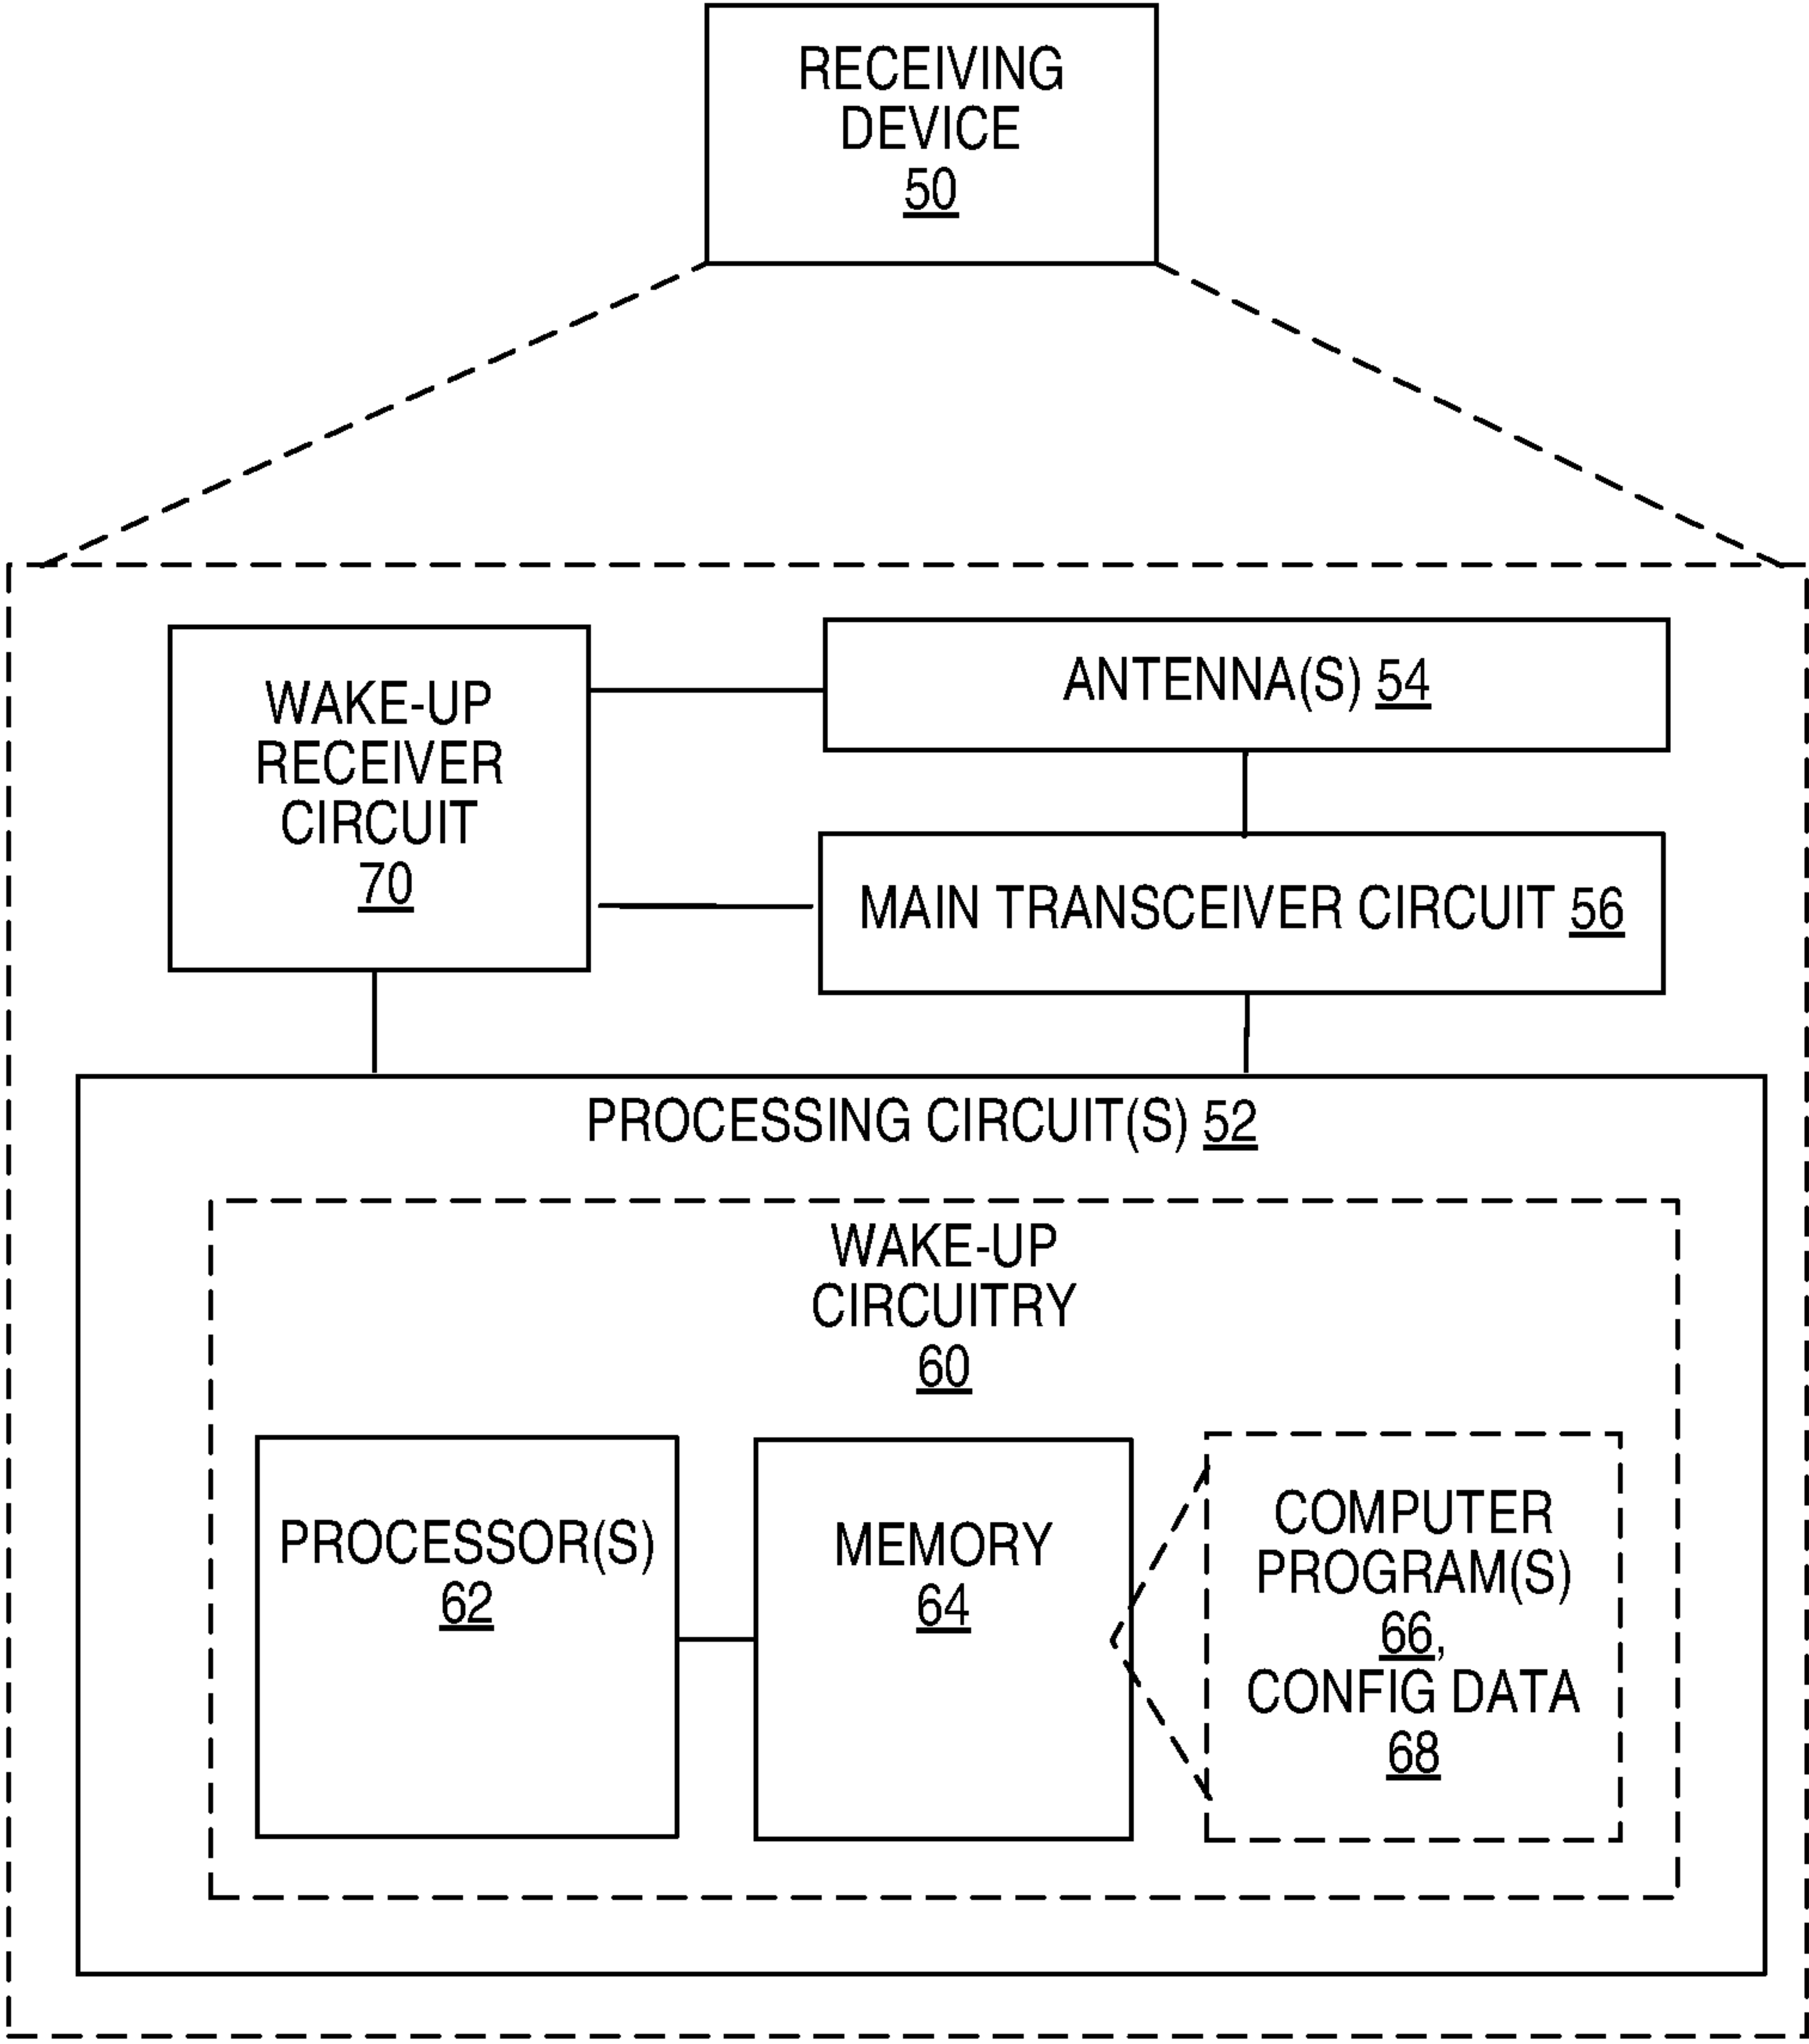 RECEIVING
DEVICE
50
WAKE-UP
RECEIVER
CIRCUIT
70
ANTENNA(S) 54
MAIN TRANSCEIVER CIRCUIT 56
PROCESSING CIRCUIT(S) 52
WAKE-UP
CIRCUITRY
60
PROCESSOR(S)
62
MEMORY
64
COMPUTER
PROGRAM(S)
66,
CONFIG DATA
68